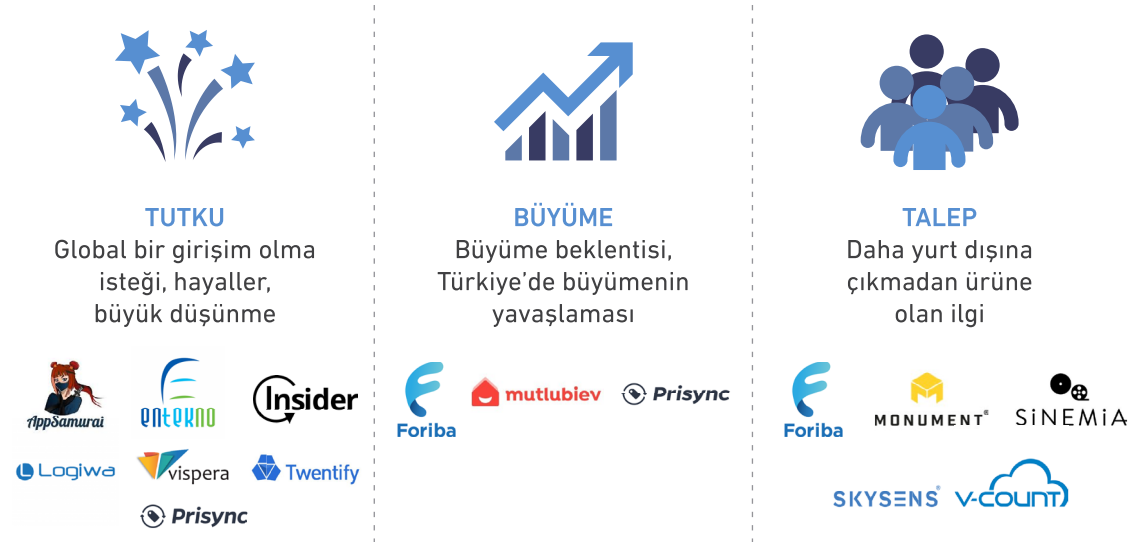 TUTKU
Global bir girişim olma
isteği, hayaller,
büyük düşünme
AppSamurai
entekno
Insider
Logiwa
vispera
Twentify
Prisync
BÜYÜME
Büyüme beklentisi,
Türkiye’de büyümenin
yavaşlaması
Foriba
mutlubiev
Prisync
TALEP
Daha yurt dışına
çıkmadan ürüne
olan ilgi
Foriba
MONUMENT®
SiNEMiA
SKYSENS®
V-COUNT®